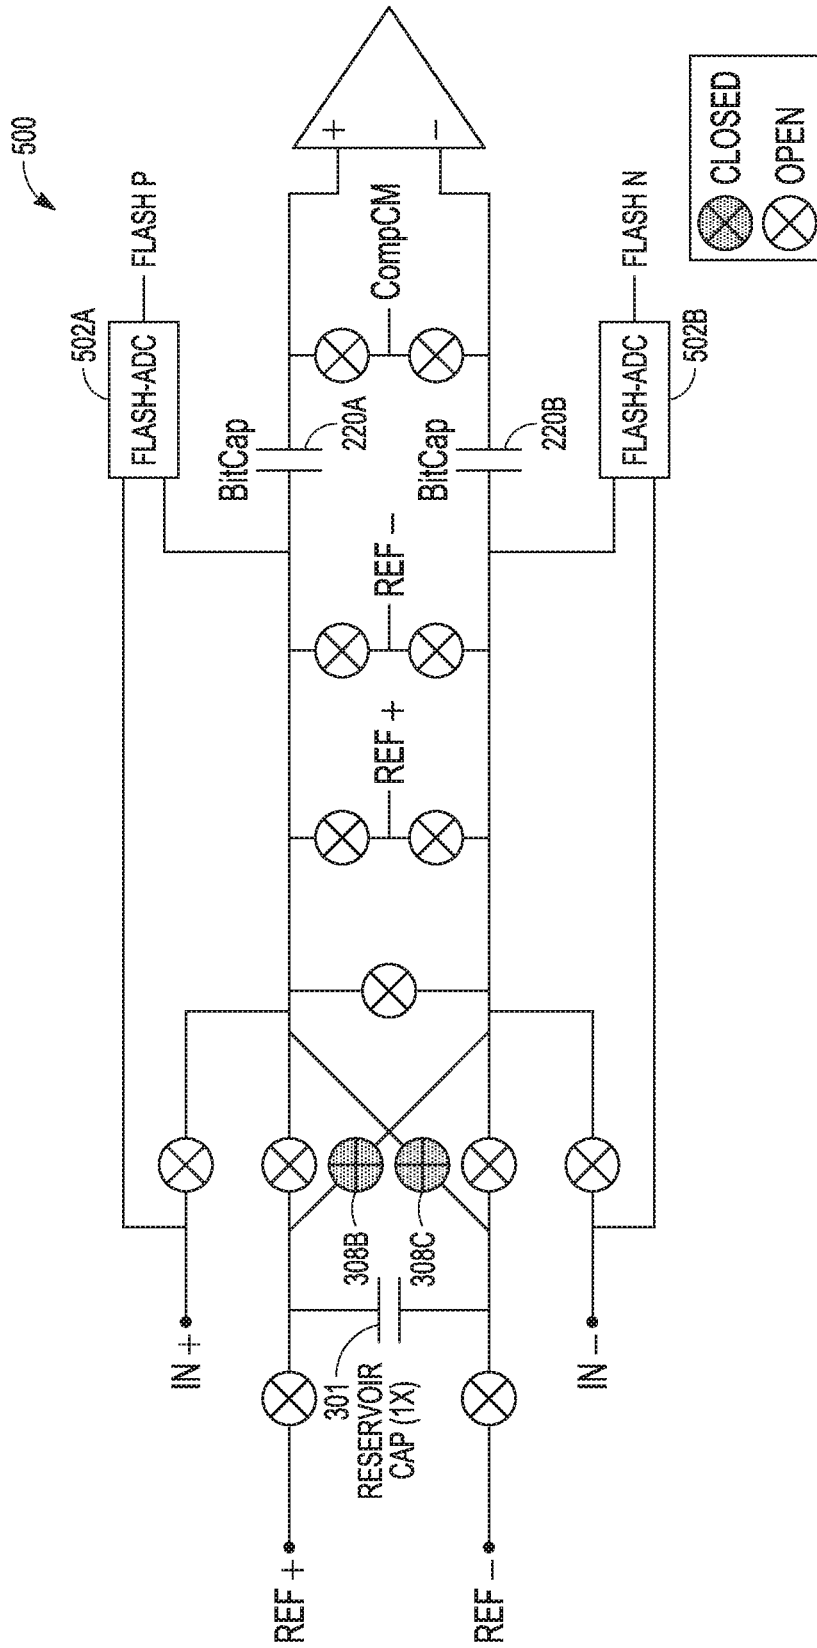 500
502A
FLASH-ADC
FLASH P
BitCap
220A
+
−
CompCM
REF −
REF +
BitCap
220B
FLASH-ADC
FLASH N
502B
IN +
308B
308C
301
RESERVOIR
CAP (1X)
IN −
REF +
REF −
CLOSED
OPEN